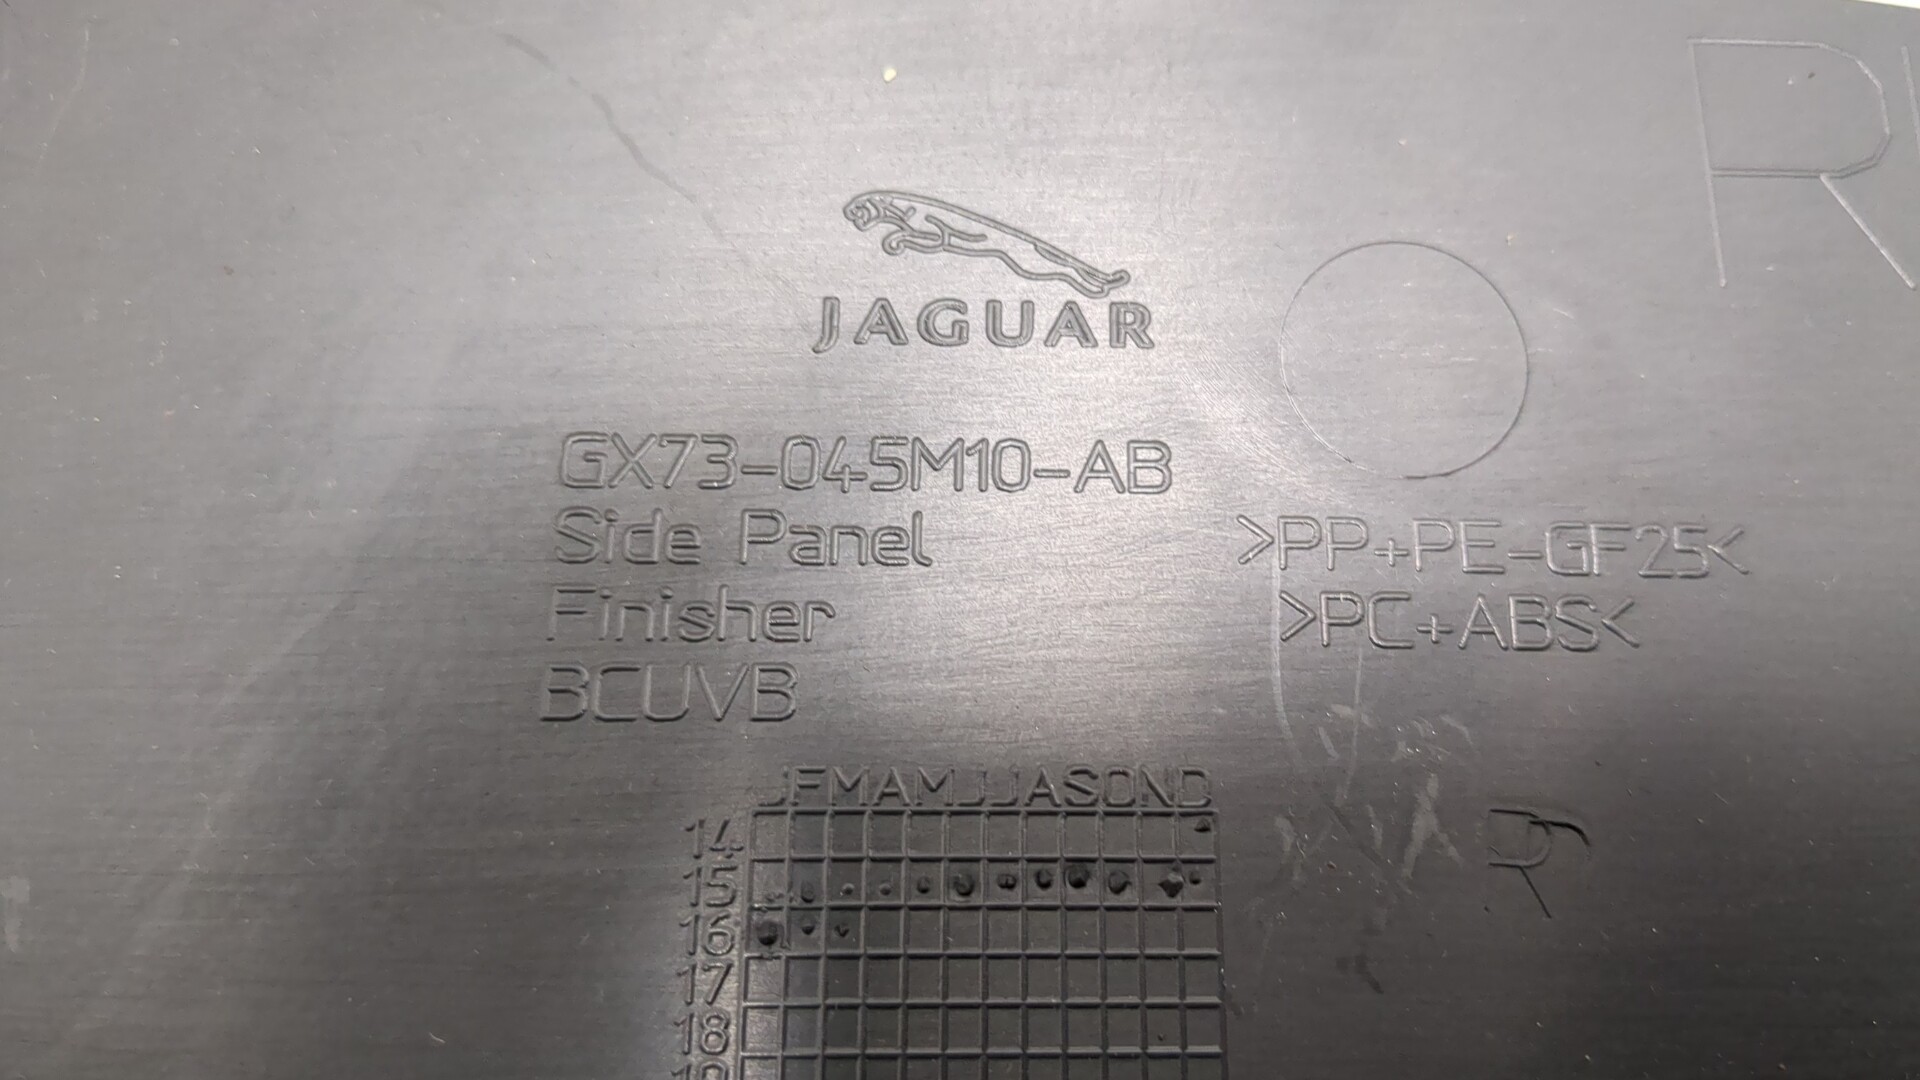 JAGUAR
GX73-045M10-AB
Side Panel
Finisher
BCUVB
>PP+PE-GF25<
>PC+ABS<
JFMAMJJASOND
14
15
16
17
18